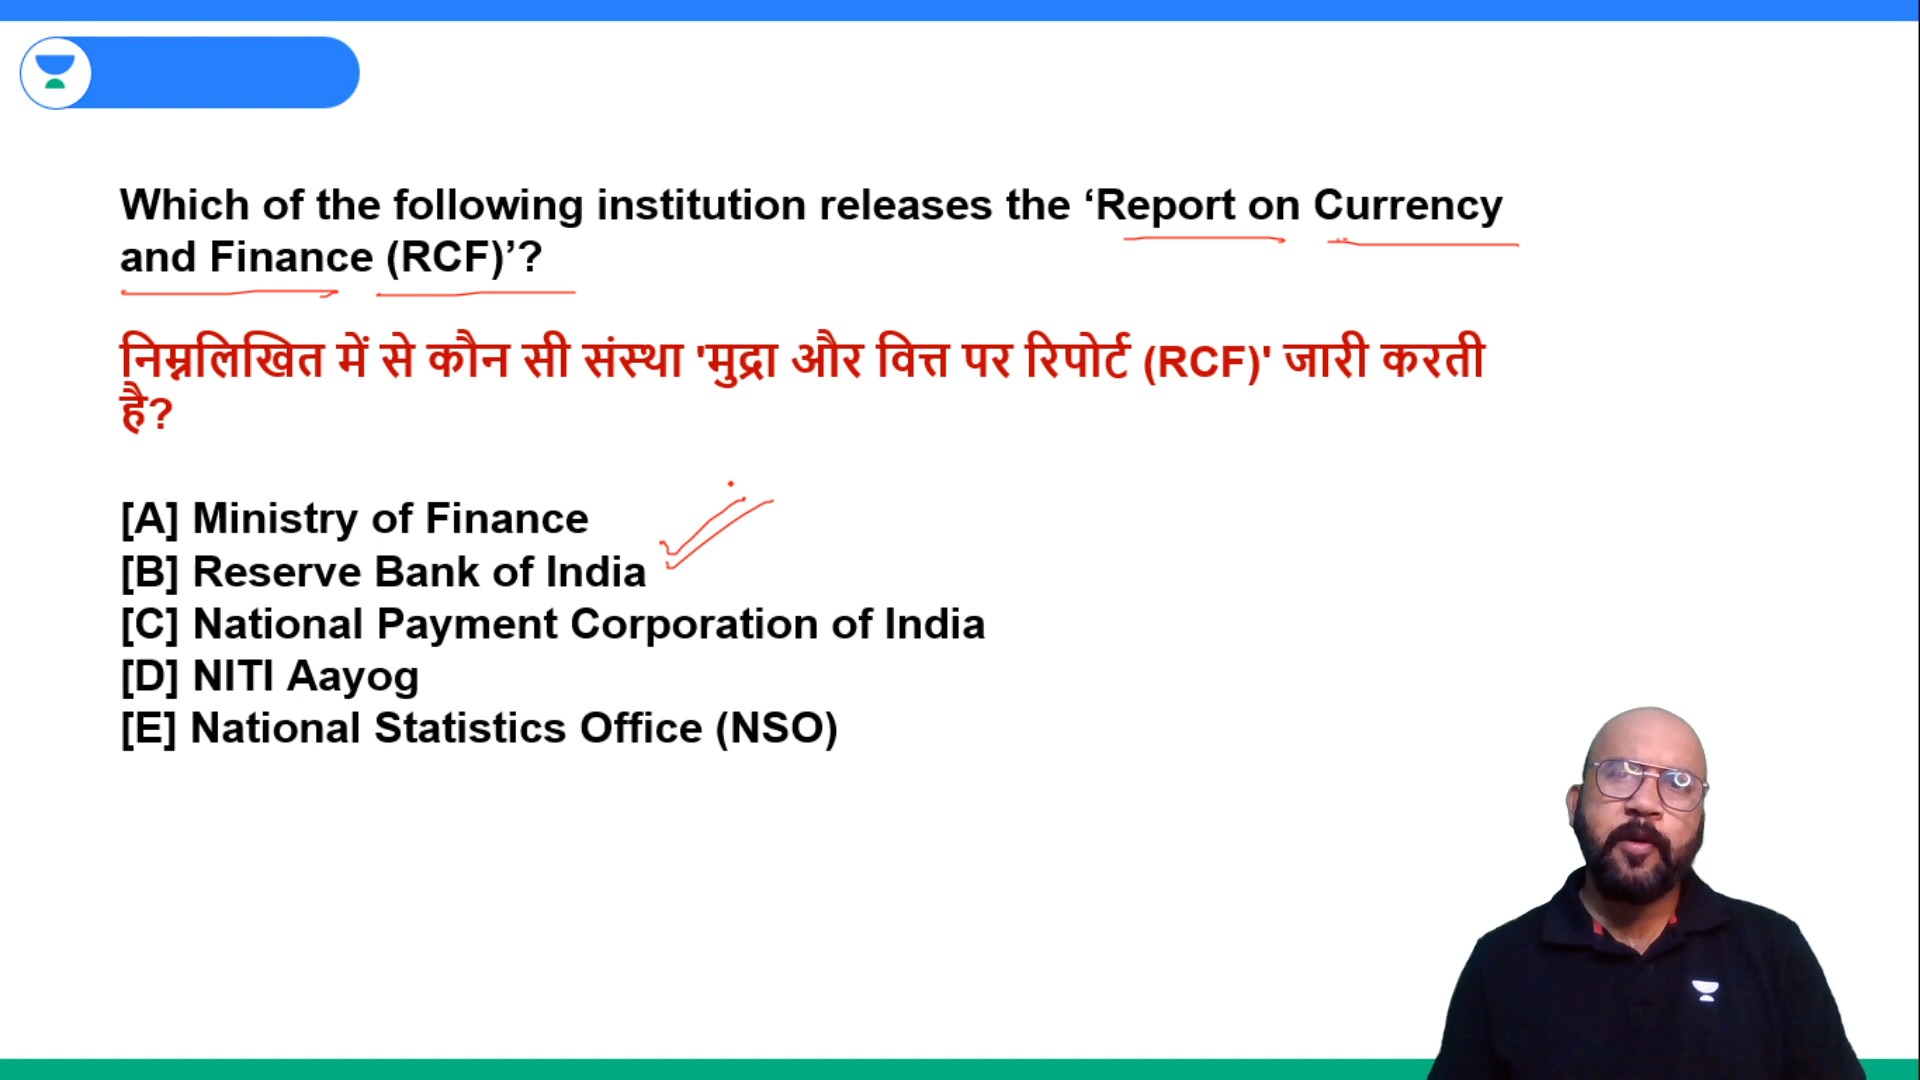 Which of the following institution releases the ‘Report on Currency
and Finance (RCF)’?
निम्नलिखित में से कौन सी संस्था 'मुद्रा और वित्त पर रिपोर्ट (RCF)' जारी करती
है?
[A] Ministry of Finance
[B] Reserve Bank of India
[C] National Payment Corporation of India
[D] NITI Aayog
[E] National Statistics Office (NSO)